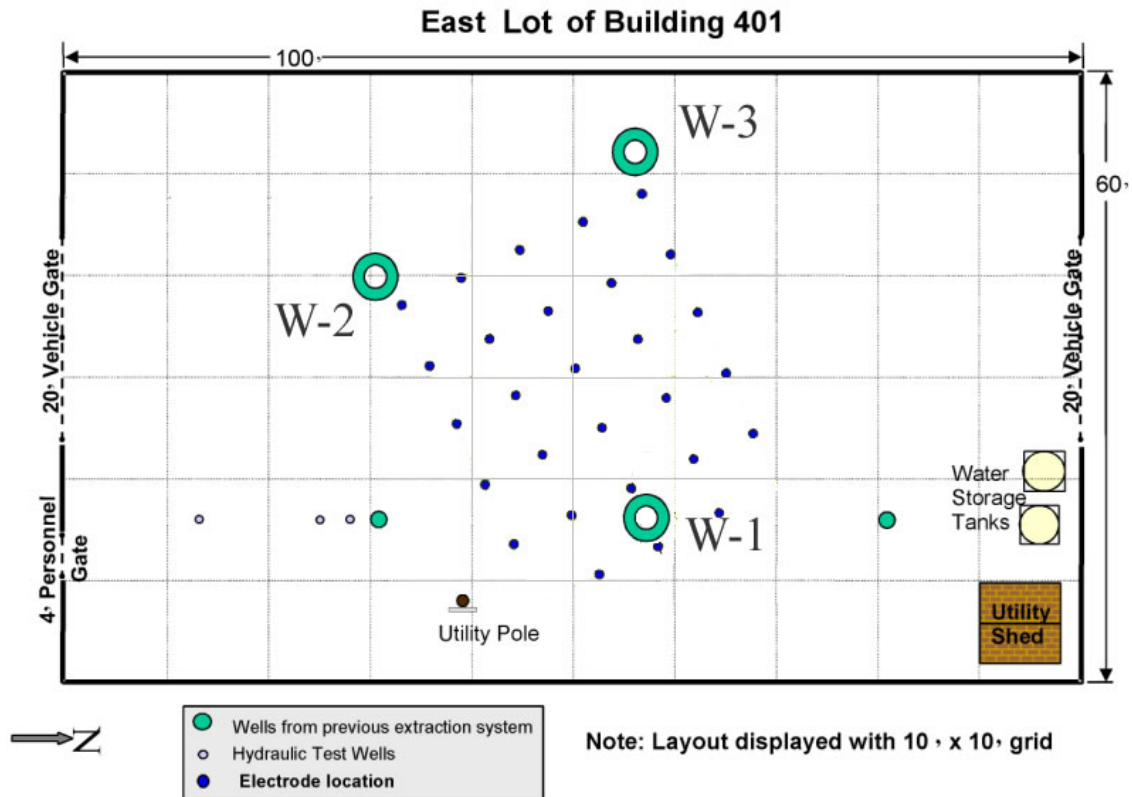 East Lot of Building 401
100,
60,
W-3
W-2
W-1
20, Vehicle Gate
20, Vehicle Gate
4, Personnel
Gate
Water
Storage
Tanks
Utility
Shed
Utility Pole
N
Wells from previous extraction system
Hydraulic Test Wells
Electrode location
Note: Layout displayed with 10 , x 10, grid